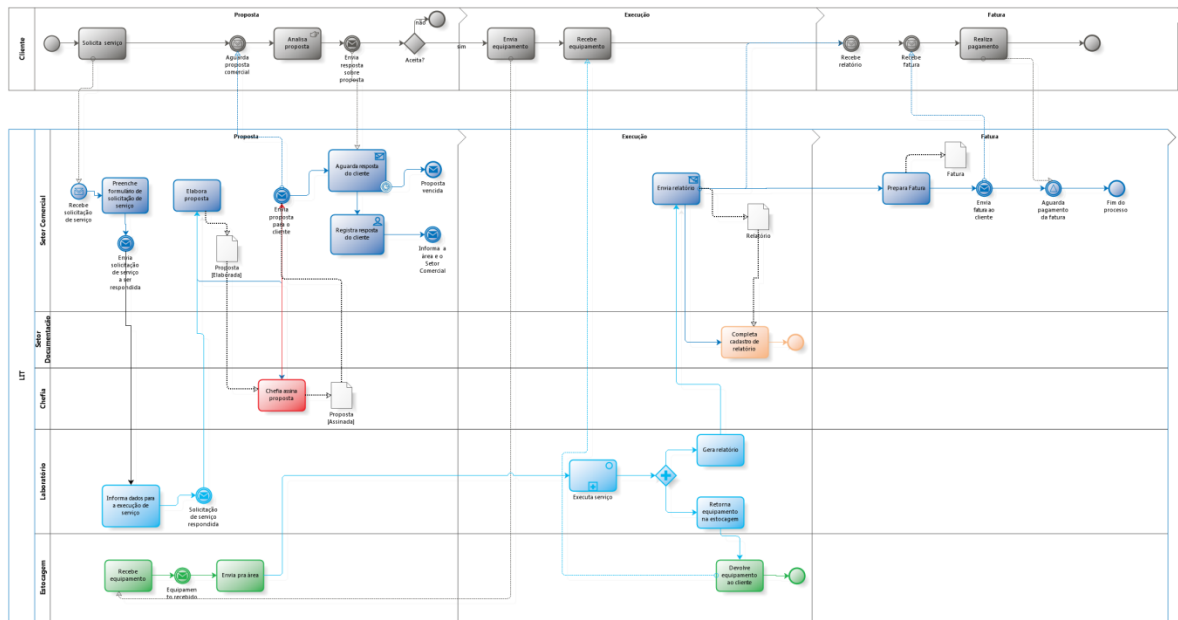 Proposta
Execução
Fatura
Cliente
Solicita serviço
Aguarda
proposta
comercial
Analisa
proposta
Envia
resposta
sobre
proposta
não
Aceita?
sim
Envia
equipamento
Recebe
equipamento
Recebe
relatório
Recebe
fatura
Realiza
pagamento
LIT
Proposta
Execução
Fatura
Setor Comercial
Recebe
solicitação
de serviço
Preenche
formulário de
solicitação de
serviço
Envia
solicitação
de serviço
a ser
respondida
Elabora
proposta
Proposta
[Elaborada]
Envia
proposta
para o
cliente
Aguarda resposta
do cliente
Proposta
vencida
Registra resposta
do cliente
Informa a
área e o
Setor
Comercial
Envia relatório
Relatório
Prepara Fatura
Fatura
Envia
fatura ao
cliente
Aguarda
pagamento
da fatura
Fim do
processo
Setor
Documentação
Completa
cadastro de
relatório
Chefia
Chefia assina
proposta
Proposta
[Assinada]
Laboratório
Informa dados para
a execução de
serviço
Solicitação
de serviço
respondida
Executa serviço
Gera relatório
Retorna
equipamento
na estocagem
Estocagem
Recebe
equipamento
Equipamen
to recebido
Envia pra área
Devolve
equipamento
ao cliente